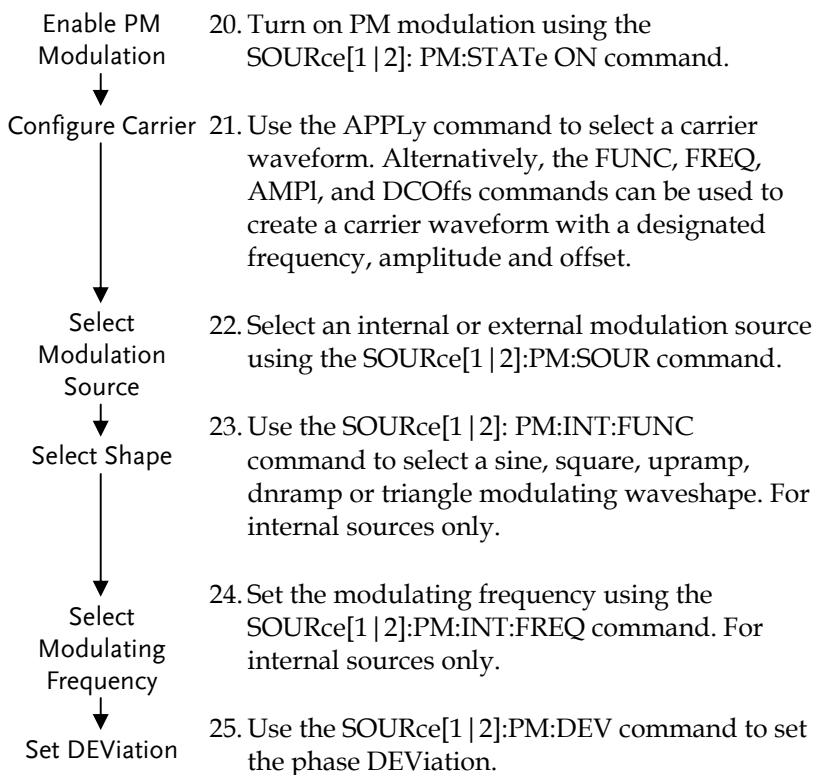 Enable PM
Modulation
20. Turn on PM modulation using the
SOURce[1|2]: PM:STATe ON command.
Configure Carrier
21. Use the APPLy command to select a carrier
waveform. Alternatively, the FUNC, FREQ,
AMPl, and DCOffs commands can be used to
create a carrier waveform with a designated
frequency, amplitude and offset.
Select
Modulation
Source
22. Select an internal or external modulation source
using the SOURce[1|2]:PM:SOUR command.
Select Shape
23. Use the SOURce[1|2]: PM:INT:FUNC
command to select a sine, square, upramp,
dnramp or triangle modulating waveshape. For
internal sources only.
Select
Modulating
Frequency
24. Set the modulating frequency using the
SOURce[1|2]:PM:INT:FREQ command. For
internal sources only.
Set DEViation
25. Use the SOURce[1|2]:PM:DEV command to set
the phase DEViation.